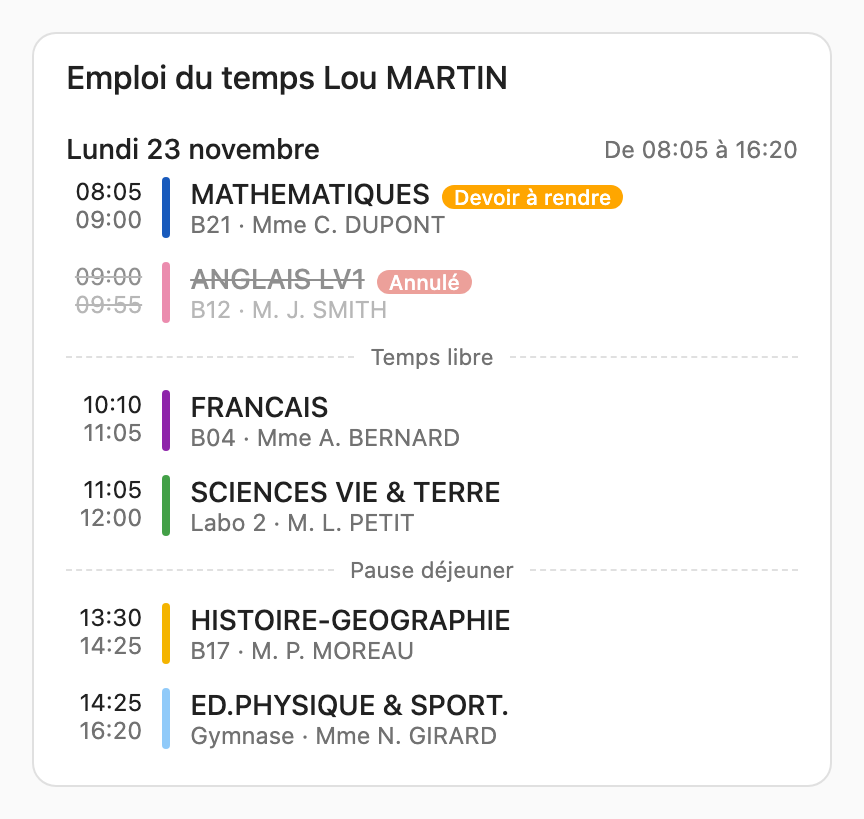 Emploi du temps Lou MARTIN
Lundi 23 novembre De 08:05 à 16:20
08:05 MATHEMATIQUES Devoir à rendre
09:00 B21 · Mme C. DUPONT
09:00 ANGLAIS LV1 Annulé
09:55 B12 · M. J. SMITH
Temps libre
10:10 FRANCAIS
11:05 B04 · Mme A. BERNARD
11:05 SCIENCES VIE & TERRE
12:00 Labo 2 · M. L. PETIT
Pause déjeuner
13:30 HISTOIRE-GEOGRAPHIE
14:25 B17 · M. P. MOREAU
14:25 ED.PHYSIQUE & SPORT.
16:20 Gymnase · Mme N. GIRARD